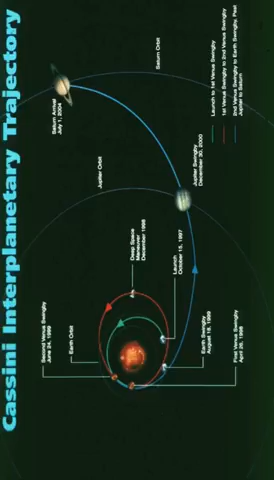 Cassini Interplanetary Trajectory
Saturn Orbit
Saturn Arrival
July 1, 2004
Launch to 1st Venus Swingby
1st Venus Swingby to 2nd Venus Swingby
2nd Venus Swingby to Earth Swingby, Past
Jupiter to Saturn
Jupiter Orbit
Jupiter Swingby
December 30, 2000
Deep Space
Maneuver
December 1998
Launch
October 15, 1997
Second Venus Swingby
June 24, 1999
Earth Orbit
Earth Swingby
August 18, 1999
First Venus Swingby
April 26, 1998